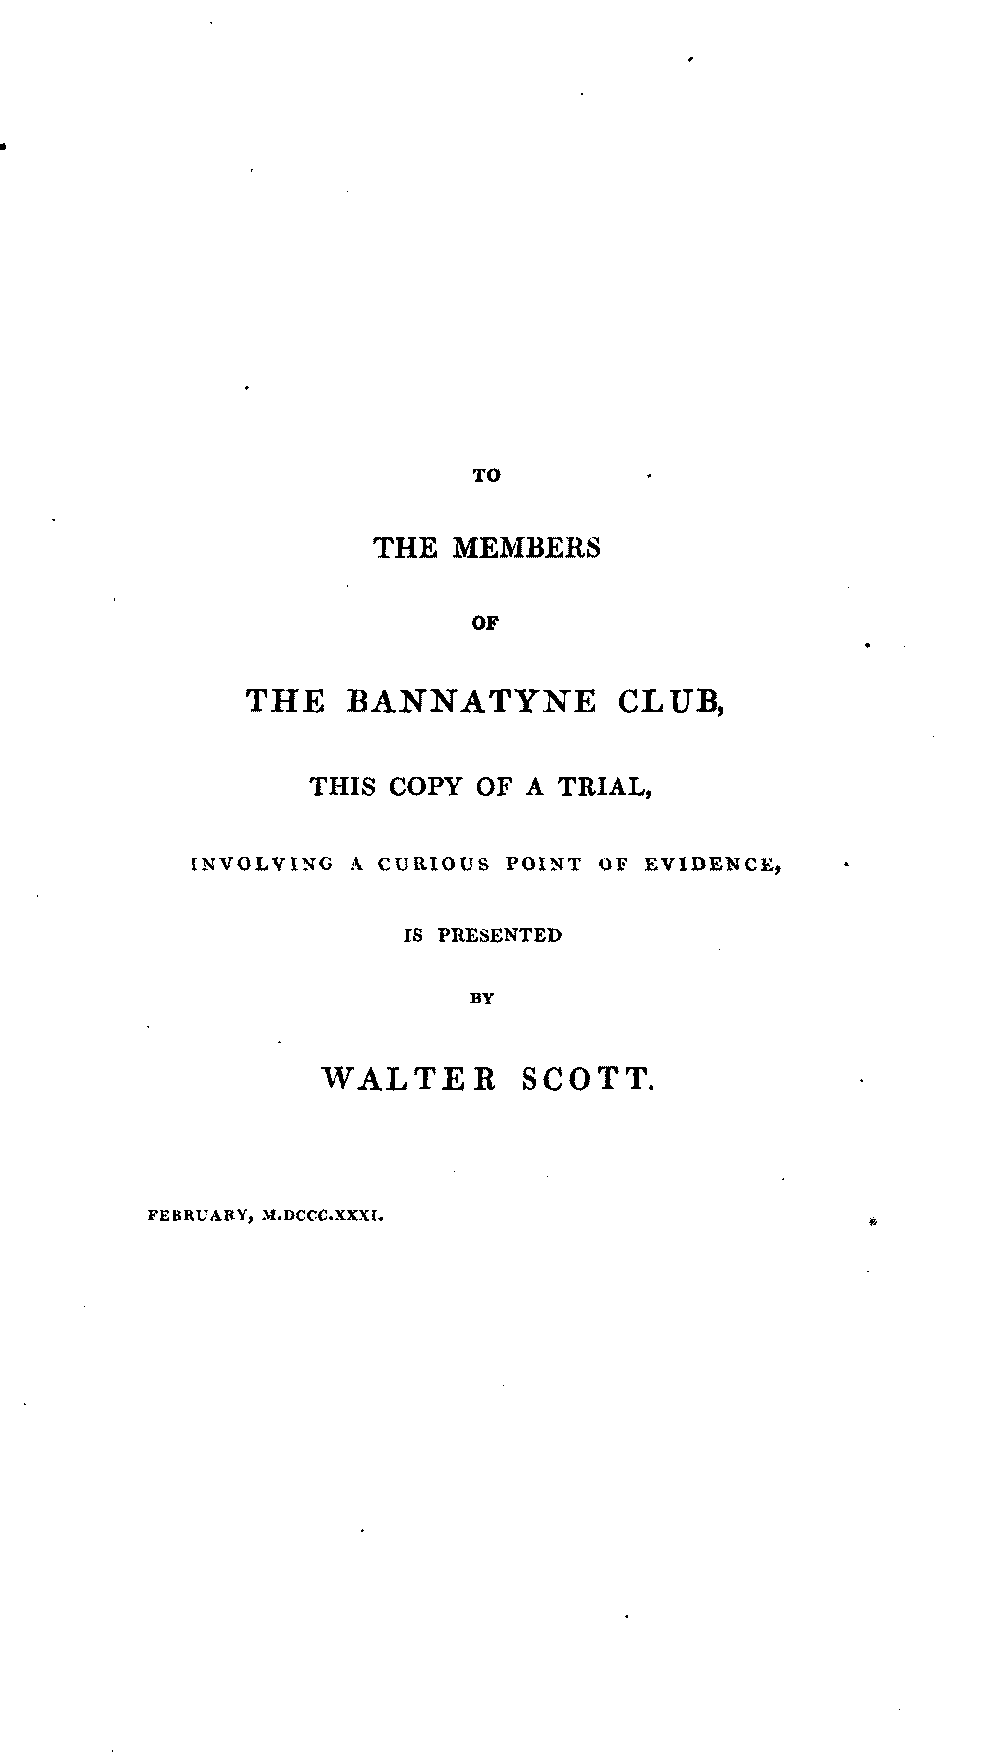 TO
THE MEMBERS
OF
THE BANNATYNE CLUB,
THIS COPY OF A TRIAL,
INVOLVING A CURIOUS POINT OF EVIDENCE,
IS PRESENTED
BY
WALTER SCOTT.
FEBRUARY, M.DCCC.XXXI.